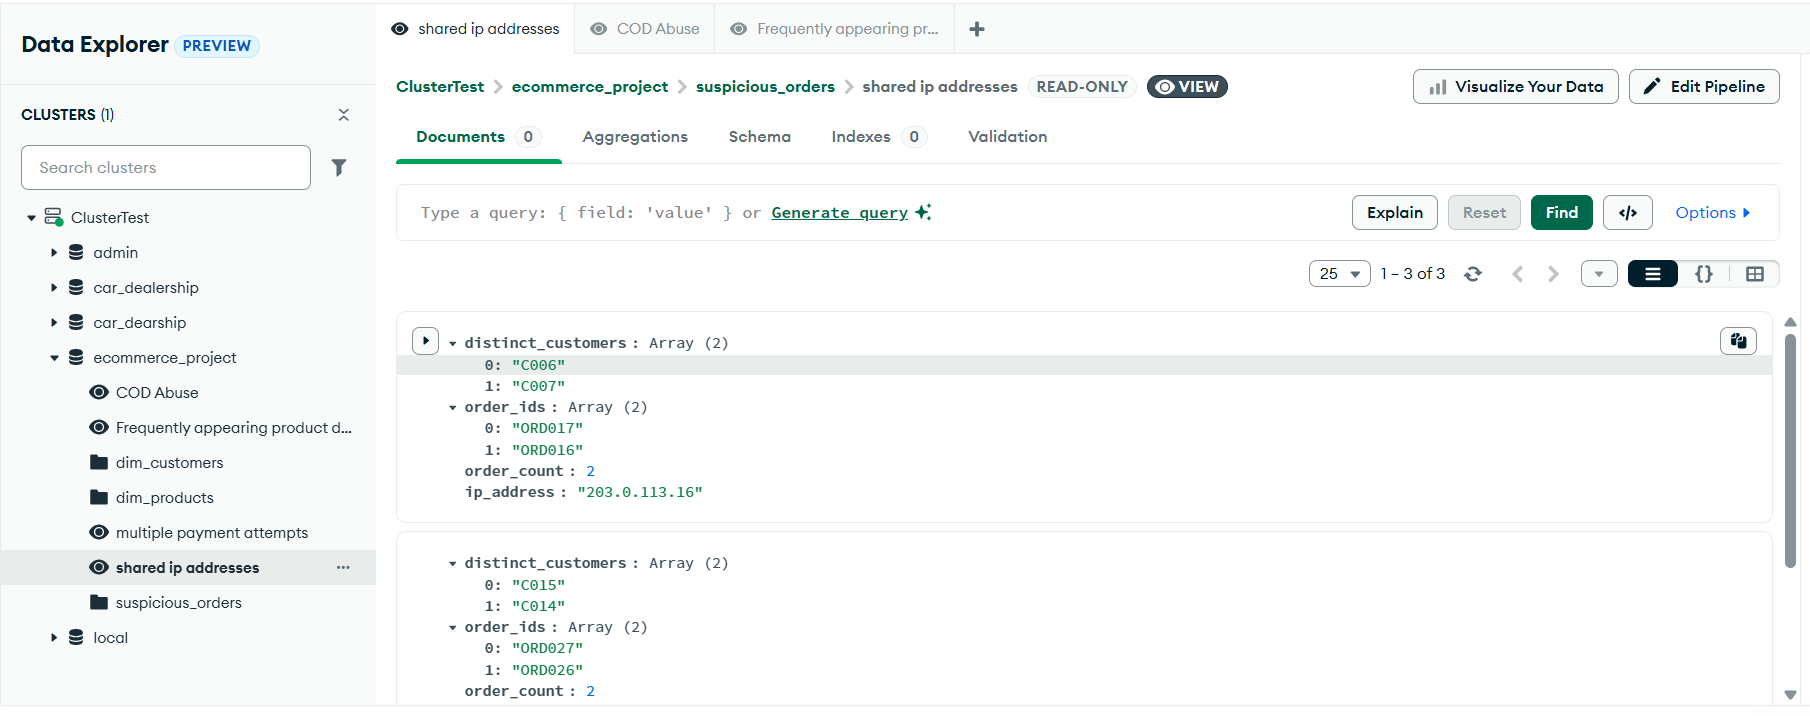 Data Explorer PREVIEW
CLUSTERS (1)
Search clusters
ClusterTest
admin
car_dealership
car_dearship
ecommerce_project
COD Abuse
Frequently appearing product d...
dim_customers
dim_products
multiple payment attempts
shared ip addresses ...
suspicious_orders
local
shared ip addresses COD Abuse Frequently appearing pr... +
ClusterTest > ecommerce_project > suspicious_orders > shared ip addresses READ-ONLY VIEW Visualize Your Data Edit Pipeline
Documents 0 Aggregations Schema Indexes 0 Validation
Type a query: { field: 'value' } or Generate query Explain Reset Find </> Options
25 1 – 3 of 3 {}
distinct_customers : Array (2)
0: "C006"
1: "C007"
order_ids : Array (2)
0: "ORD017"
1: "ORD016"
order_count : 2
ip_address : "203.0.113.16"
distinct_customers : Array (2)
0: "C015"
1: "C014"
order_ids : Array (2)
0: "ORD027"
1: "ORD026"
order_count : 2